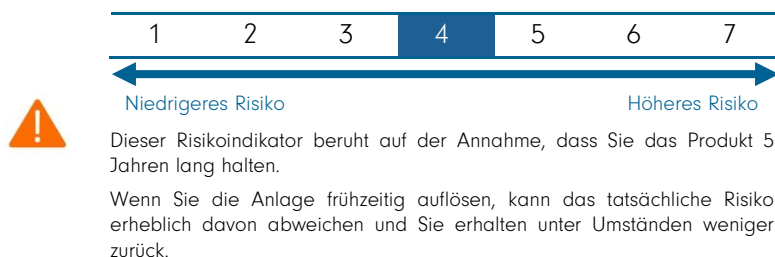 1 2 3 4 5 6 7
Niedrigeres Risiko Höheres Risiko
Dieser Risikoindikator beruht auf der Annahme, dass Sie das Produkt 5
Jahren lang halten.
Wenn Sie die Anlage frühzeitig auflösen, kann das tatsächliche Risiko
erheblich davon abweichen und Sie erhalten unter Umständen weniger
zurück.